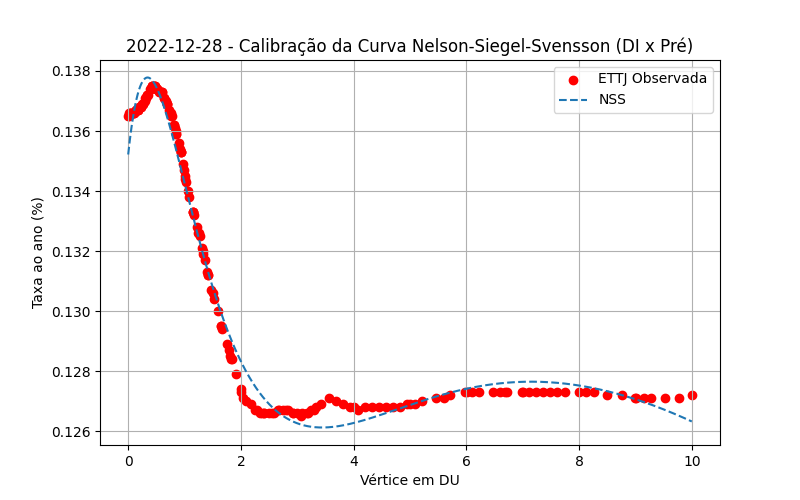 2022-12-28 - Calibração da Curva Nelson-Siegel-Svensson (DI x Pré)
ETTJ Observada
NSS
Taxa ao ano (%)
0.138
0.136
0.134
0.132
0.130
0.128
0.126
0
2
4
6
8
10
Vértice em DU